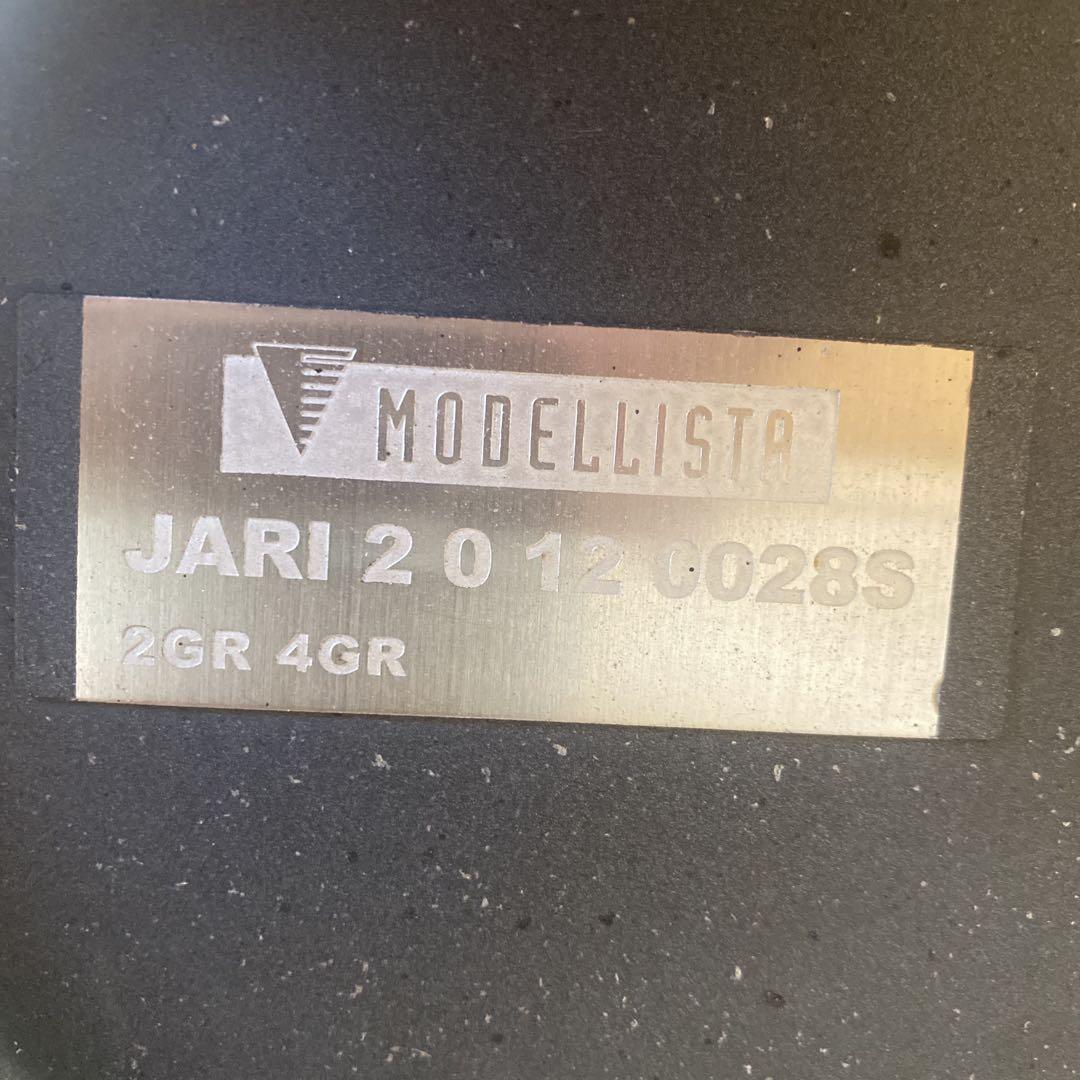 MODELLISTA
JARI 2 0 12 0028S
2GR 4GR